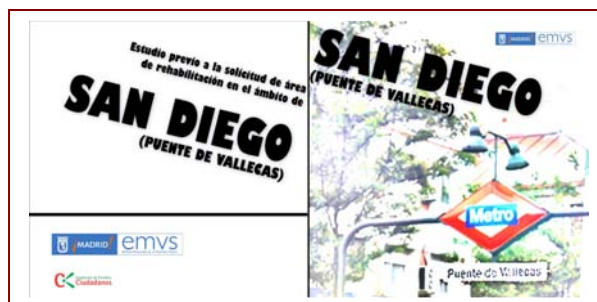 Estudio previo a la solicitud de área
de rehabilitación en el ámbito de
SAN DIEGO
(PUENTE DE VALLECAS)
¡MADRID!
emvs
Ciudadanos
SAN DIEGO
(PUENTE DE VALLECAS)
¡MADRID!
emvs
Metro
Puente de Vallecas